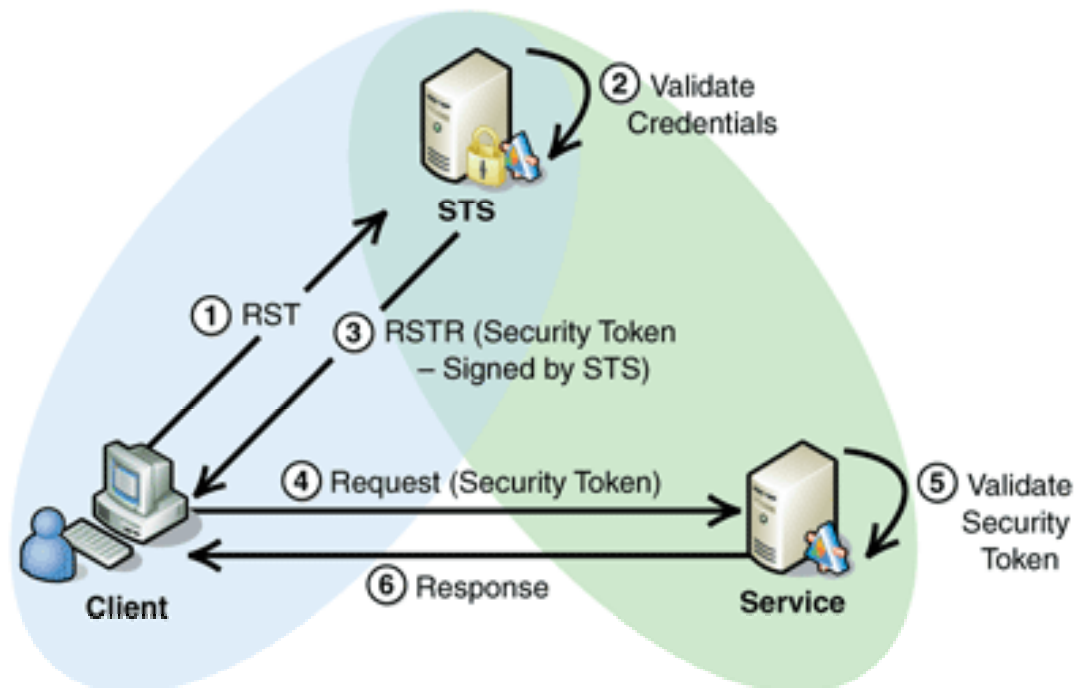 2 Validate
Credentials
STS
1 RST
3 RSTR (Security Token
– Signed by STS)
4 Request (Security Token)
5 Validate
Security
Token
6 Response
Client
Service